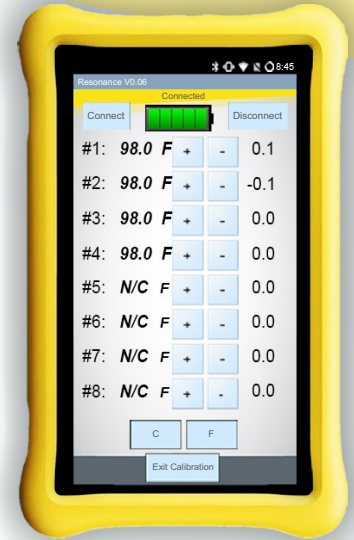 8:45
Resonance V0.06
Connected
Connect
Disconnect
#1: 98.0 F + - 0.1
#2: 98.0 F + - -0.1
#3: 98.0 F + - 0.0
#4: 98.0 F + - 0.0
#5: N/C F + - 0.0
#6: N/C F + - 0.0
#7: N/C F + - 0.0
#8: N/C F + - 0.0
C F
Exit Calibration